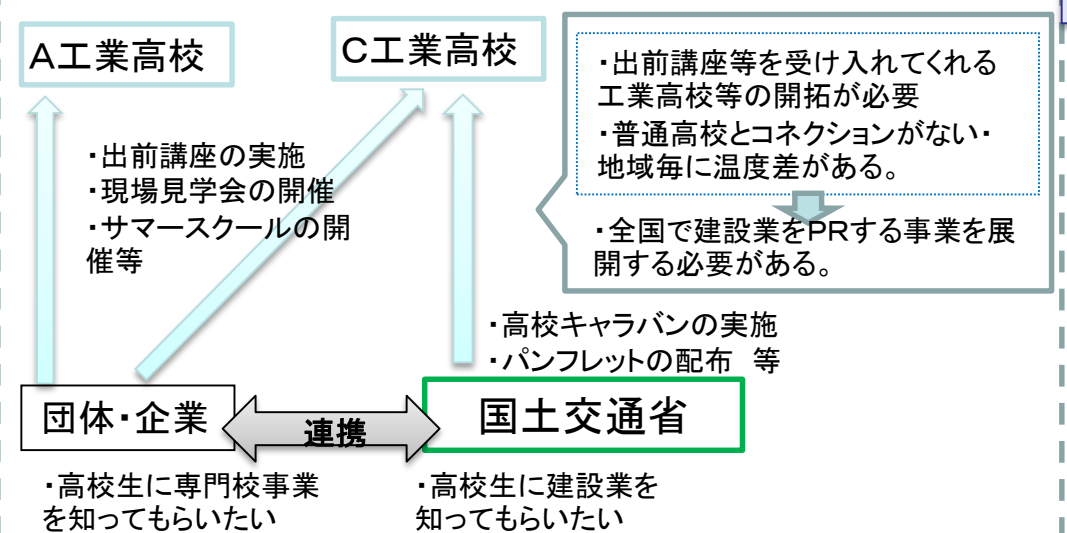 A工業高校
C工業高校
・出前講座の実施
・現場見学会の開催
・サマースクールの開
催等
・出前講座等を受け入れてくれる
工業高校等の開拓が必要
・普通高校とコネクションがない・
地域毎に温度差がある。
・全国で建設業をPRする事業を展
開する必要がある。
・高校キャラバンの実施
・パンフレットの配布 等
団体・企業
連携
国土交通省
・高校生に専門校事業
を知ってもらいたい
・高校生に建設業を
知ってもらいたい